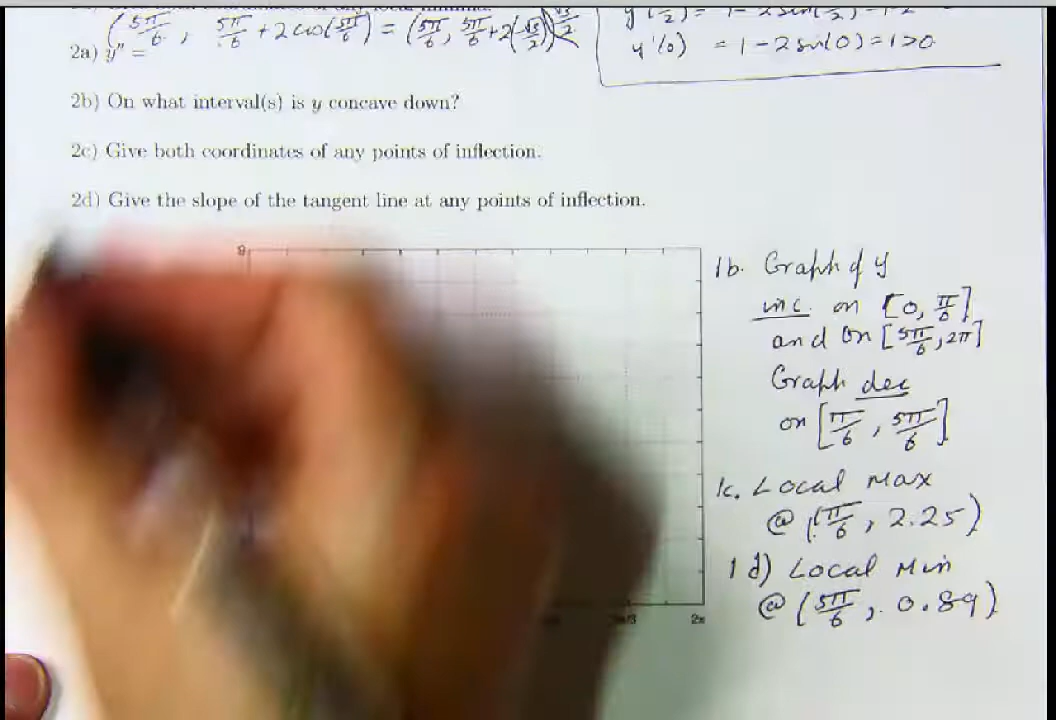 (5π/6, 5π/6 + 2cos(5π/6)) = (5π/6, 5π/6 + 2(-√3/2))
y'(0) = 1 - 2 sin(0) = 1 > 0
2a) y″ =
2b) On what interval(s) is y concave down?
2c) Give both coordinates of any points of inflection.
2d) Give the slope of the tangent line at any points of inflection.
1b. Graph of y
inc. on [0, π/6]
and on [5π/6, 2π]
Graph dec
on [π/6, 5π/6]
1c. Local Max
@ (π/6, 2.25)
1d) Local Min
@ (5π/6, 0.89)
2π